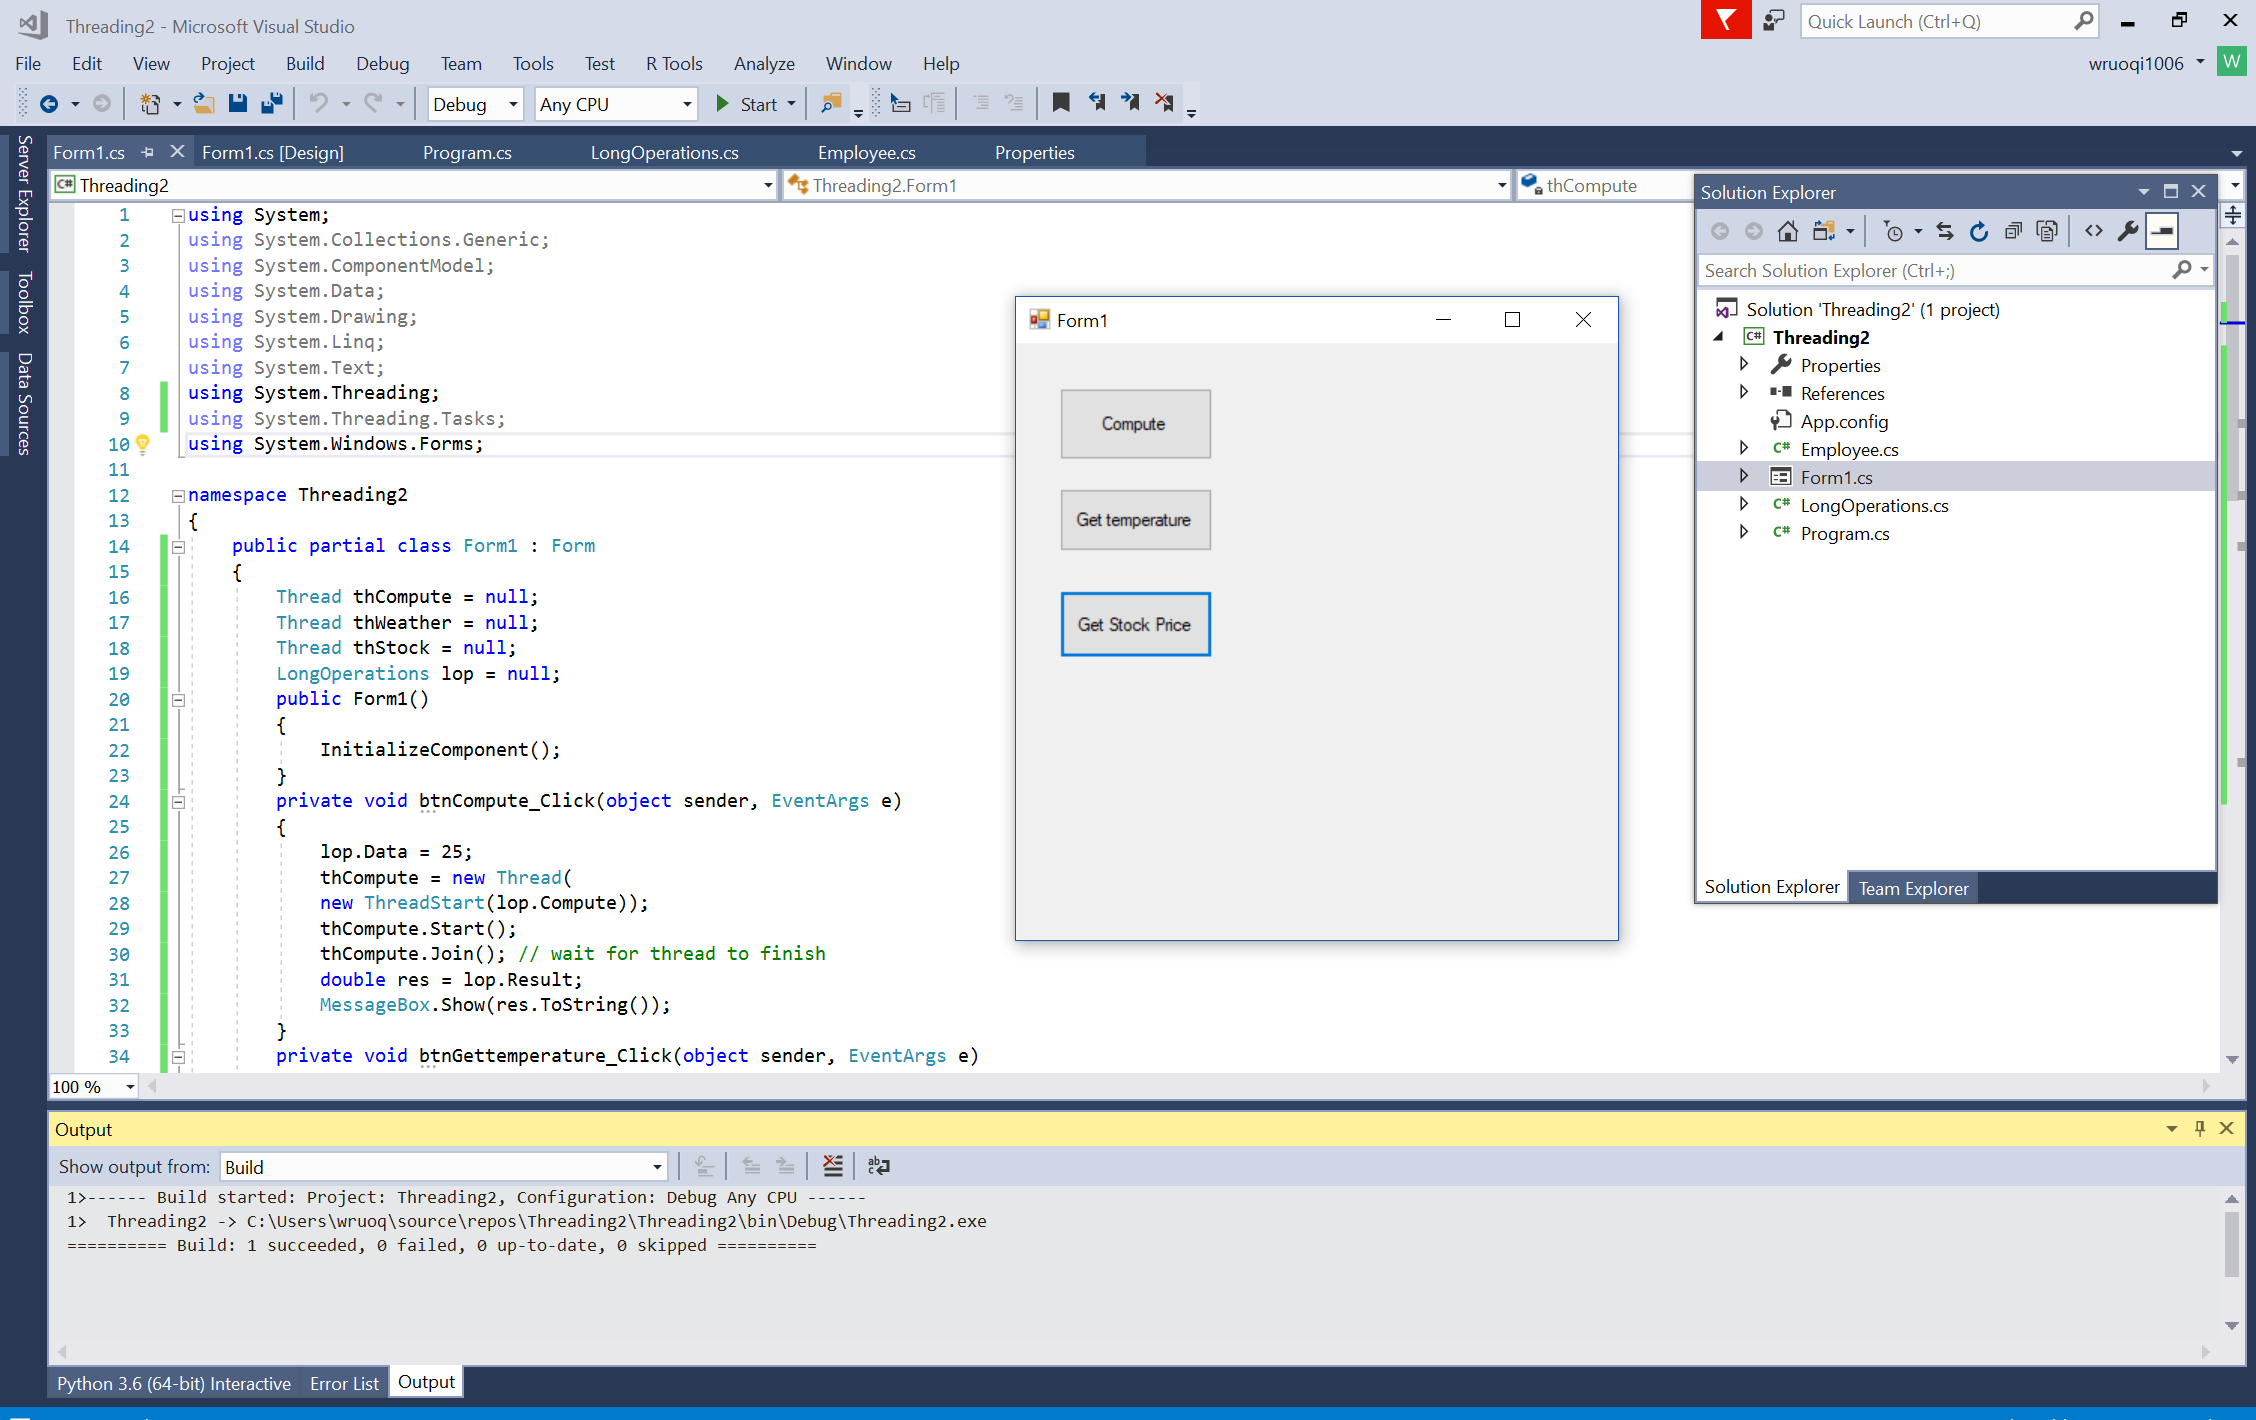 Threading2 - Microsoft Visual Studio
Quick Launch (Ctrl+Q)
File Edit View Project Build Debug Team Tools Test R Tools Analyze Window Help
wruoqi1006 W
Debug Any CPU Start
Server Explorer
Toolbox
Data Sources
Form1.cs Form1.cs [Design] Program.cs LongOperations.cs Employee.cs Properties
C# Threading2 Threading2.Form1 thCompute
1 using System;
2 using System.Collections.Generic;
3 using System.ComponentModel;
4 using System.Data;
5 using System.Drawing;
6 using System.Linq;
7 using System.Text;
8 using System.Threading;
9 using System.Threading.Tasks;
10 using System.Windows.Forms;
11
12 namespace Threading2
13 {
14 public partial class Form1 : Form
15 {
16 Thread thCompute = null;
17 Thread thWeather = null;
18 Thread thStock = null;
19 LongOperations lop = null;
20 public Form1()
21 {
22 InitializeComponent();
23 }
24 private void btnCompute_Click(object sender, EventArgs e)
25 {
26 lop.Data = 25;
27 thCompute = new Thread(
28 new ThreadStart(lop.Compute));
29 thCompute.Start();
30 thCompute.Join(); // wait for thread to finish
31 double res = lop.Result;
32 MessageBox.Show(res.ToString());
33 }
34 private void btnGettemperature_Click(object sender, EventArgs e)
100 %
Form1
Compute
Get temperature
Get Stock Price
Solution Explorer
Search Solution Explorer (Ctrl+;)
Solution 'Threading2' (1 project)
C# Threading2
Properties
References
App.config
C# Employee.cs
Form1.cs
C# LongOperations.cs
C# Program.cs
Solution Explorer Team Explorer
Output
Show output from: Build
1>------ Build started: Project: Threading2, Configuration: Debug Any CPU ------
1> Threading2 -> C:\Users\wruoq\source\repos\Threading2\Threading2\bin\Debug\Threading2.exe
========== Build: 1 succeeded, 0 failed, 0 up-to-date, 0 skipped ==========
Python 3.6 (64-bit) Interactive Error List Output